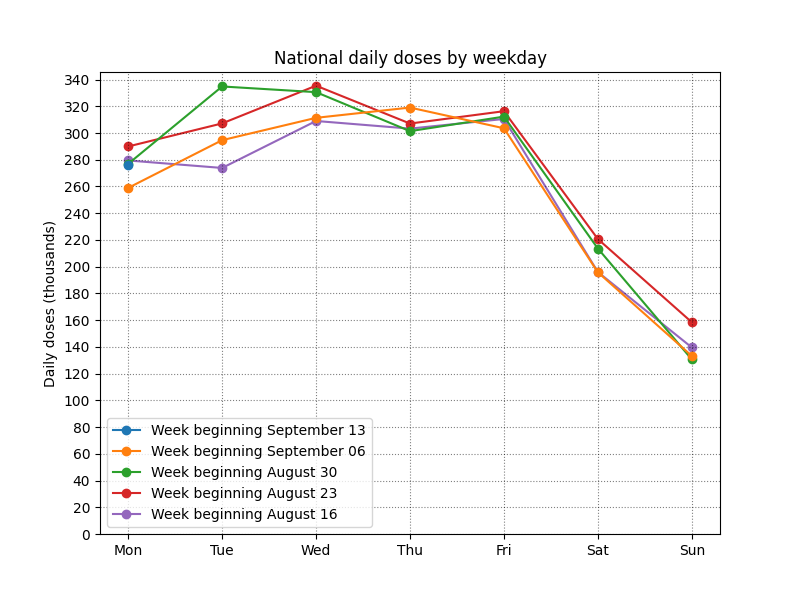 National daily doses by weekday
Daily doses (thousands)
340
320
300
280
260
240
220
200
180
160
140
120
100
80
60
40
20
0
Week beginning September 13
Week beginning September 06
Week beginning August 30
Week beginning August 23
Week beginning August 16
Mon Tue Wed Thu Fri Sat Sun